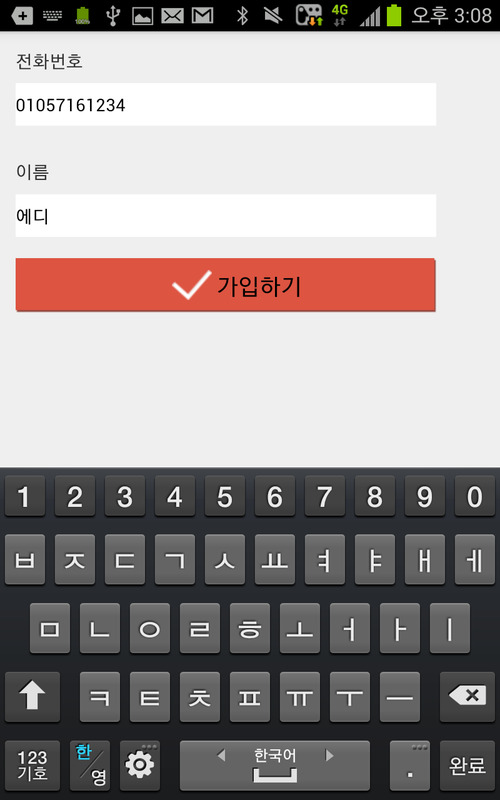 4G 오후 3:08
전화번호
01057161234
이름
에디
가입하기
1 2 3 4 5 6 7 8 9 0
ㅂ ㅈ ㄷ ㄱ ㅅ ㅛ ㅕ ㅑ ㅐ ㅔ
ㅁ ㄴ ㅇ ㄹ ㅎ ㅗ ㅓ ㅏ ㅣ
ㅋ ㅌ ㅊ ㅍ ㅠ ㅜ ㅡ
123 기호 한/영 한국어 . 완료